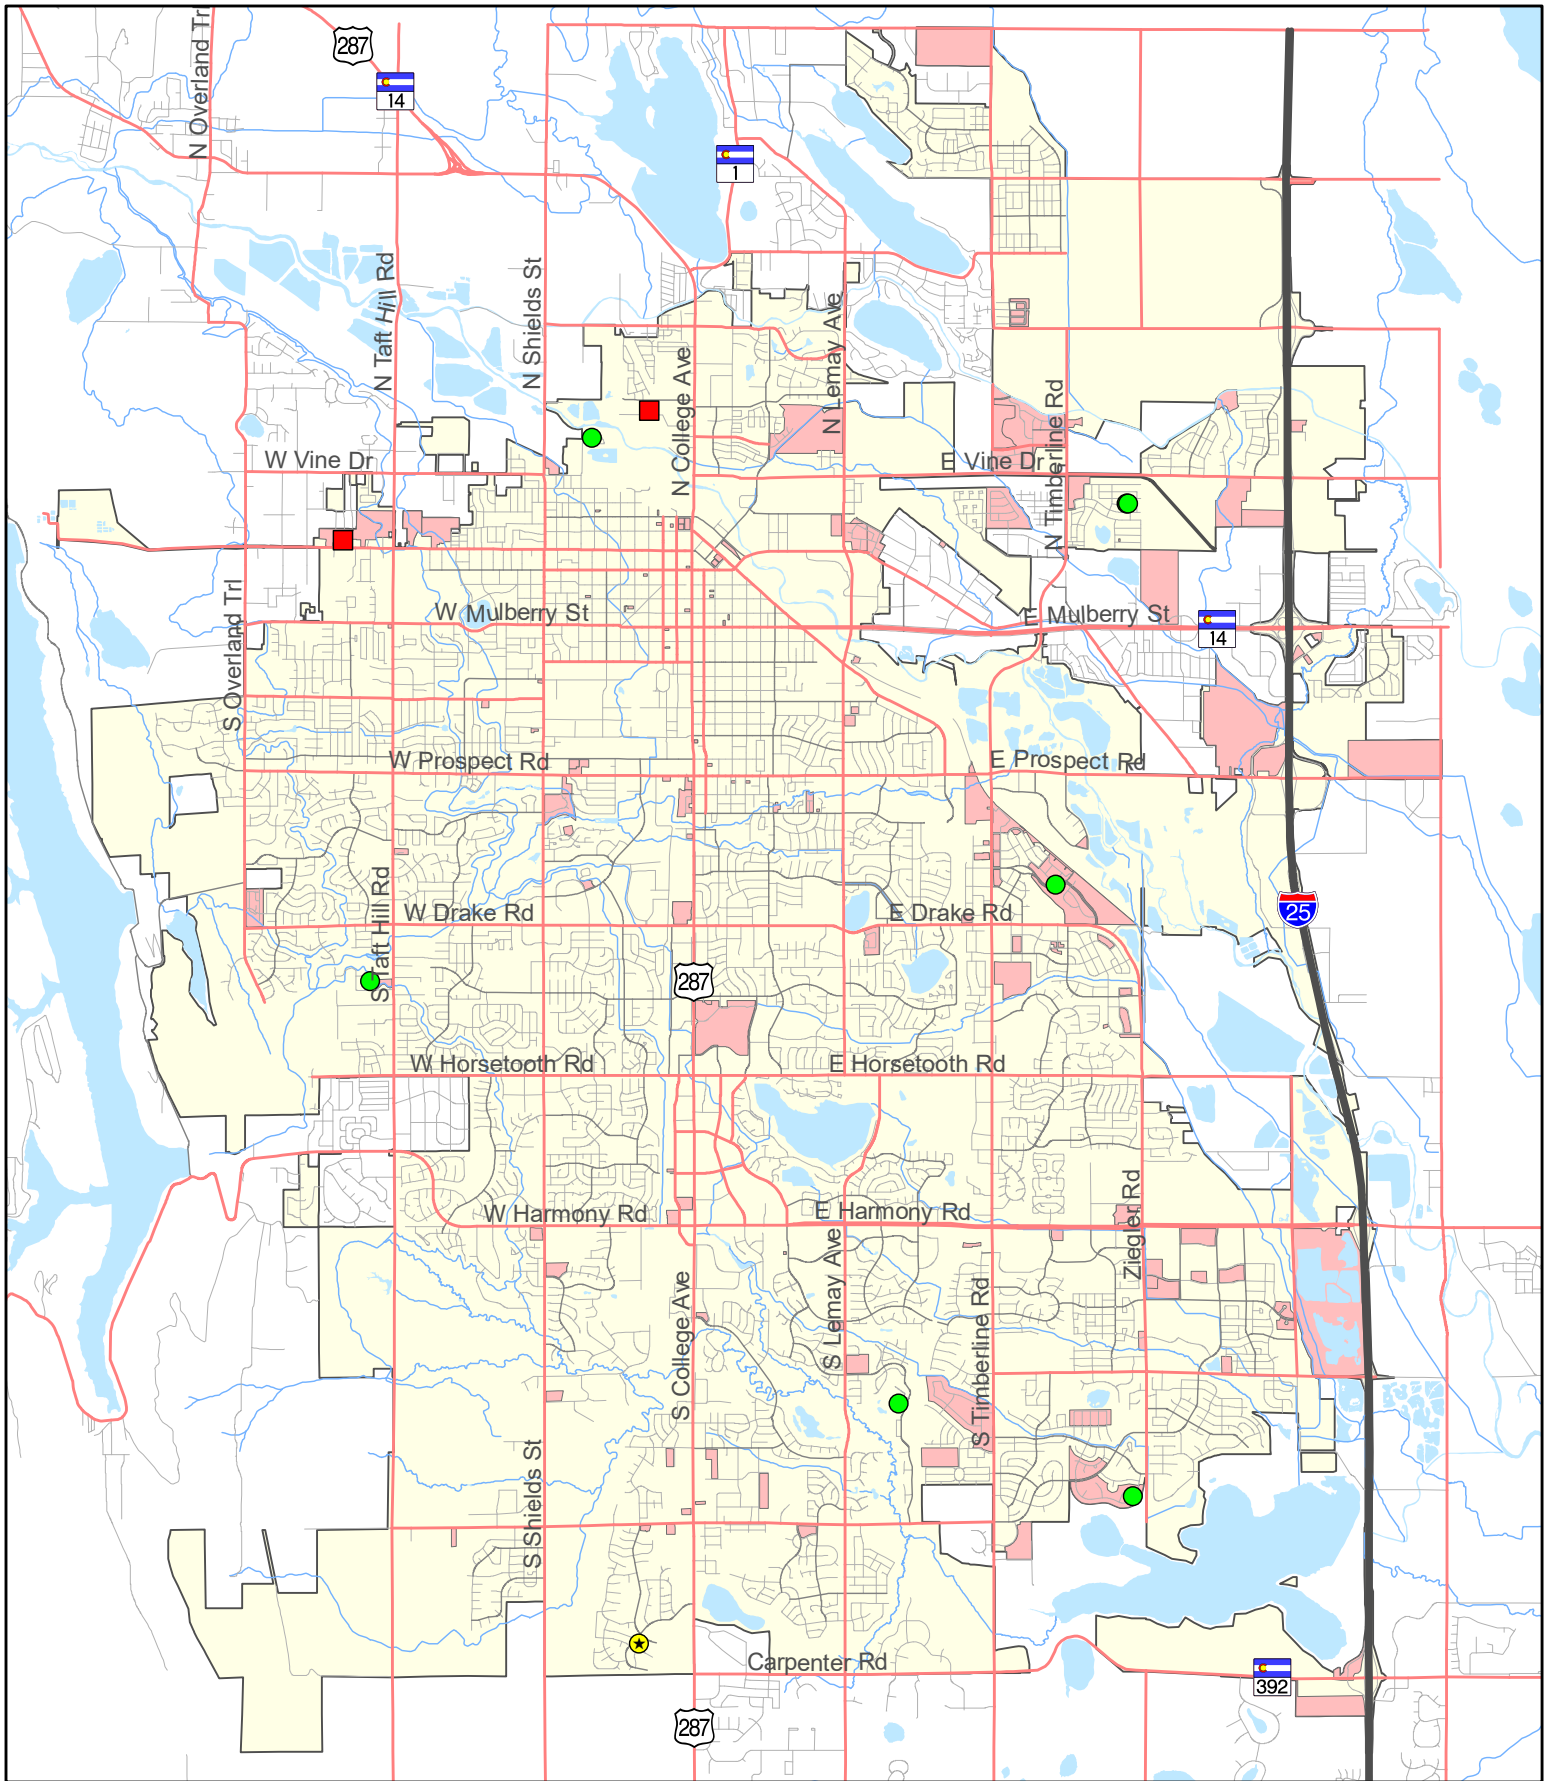 N Overland Trl
287
14
1
N Taft Hill Rd
N Shields St
N College Ave
N Lemay Ave
N Timberline Rd
W Vine Dr
E Vine Dr
S Overland Trl
W Mulberry St
E Mulberry St
14
W Prospect Rd
E Prospect Rd
S Taft Hill Rd
W Drake Rd
E Drake Rd
25
287
W Horsetooth Rd
E Horsetooth Rd
W Harmony Rd
E Harmony Rd
Ziegler Rd
S College Ave
S Lemay Ave
S Timberline Rd
S Shields St
Carpenter Rd
392
287